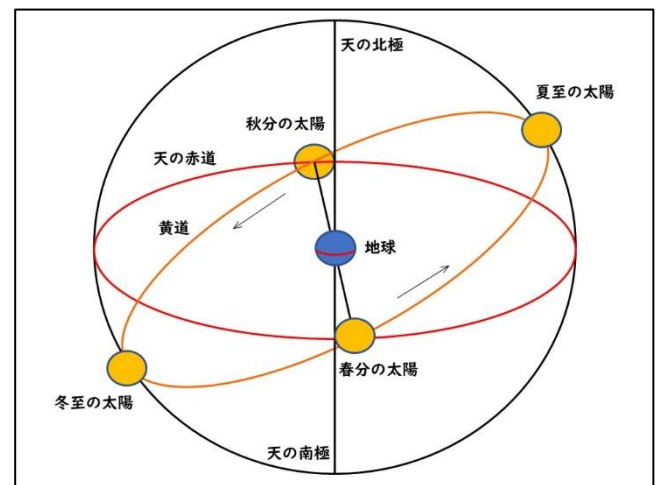 天の北極
夏至の太陽
秋分の太陽
天の赤道
黄道
地球
春分の太陽
冬至の太陽
天の南極